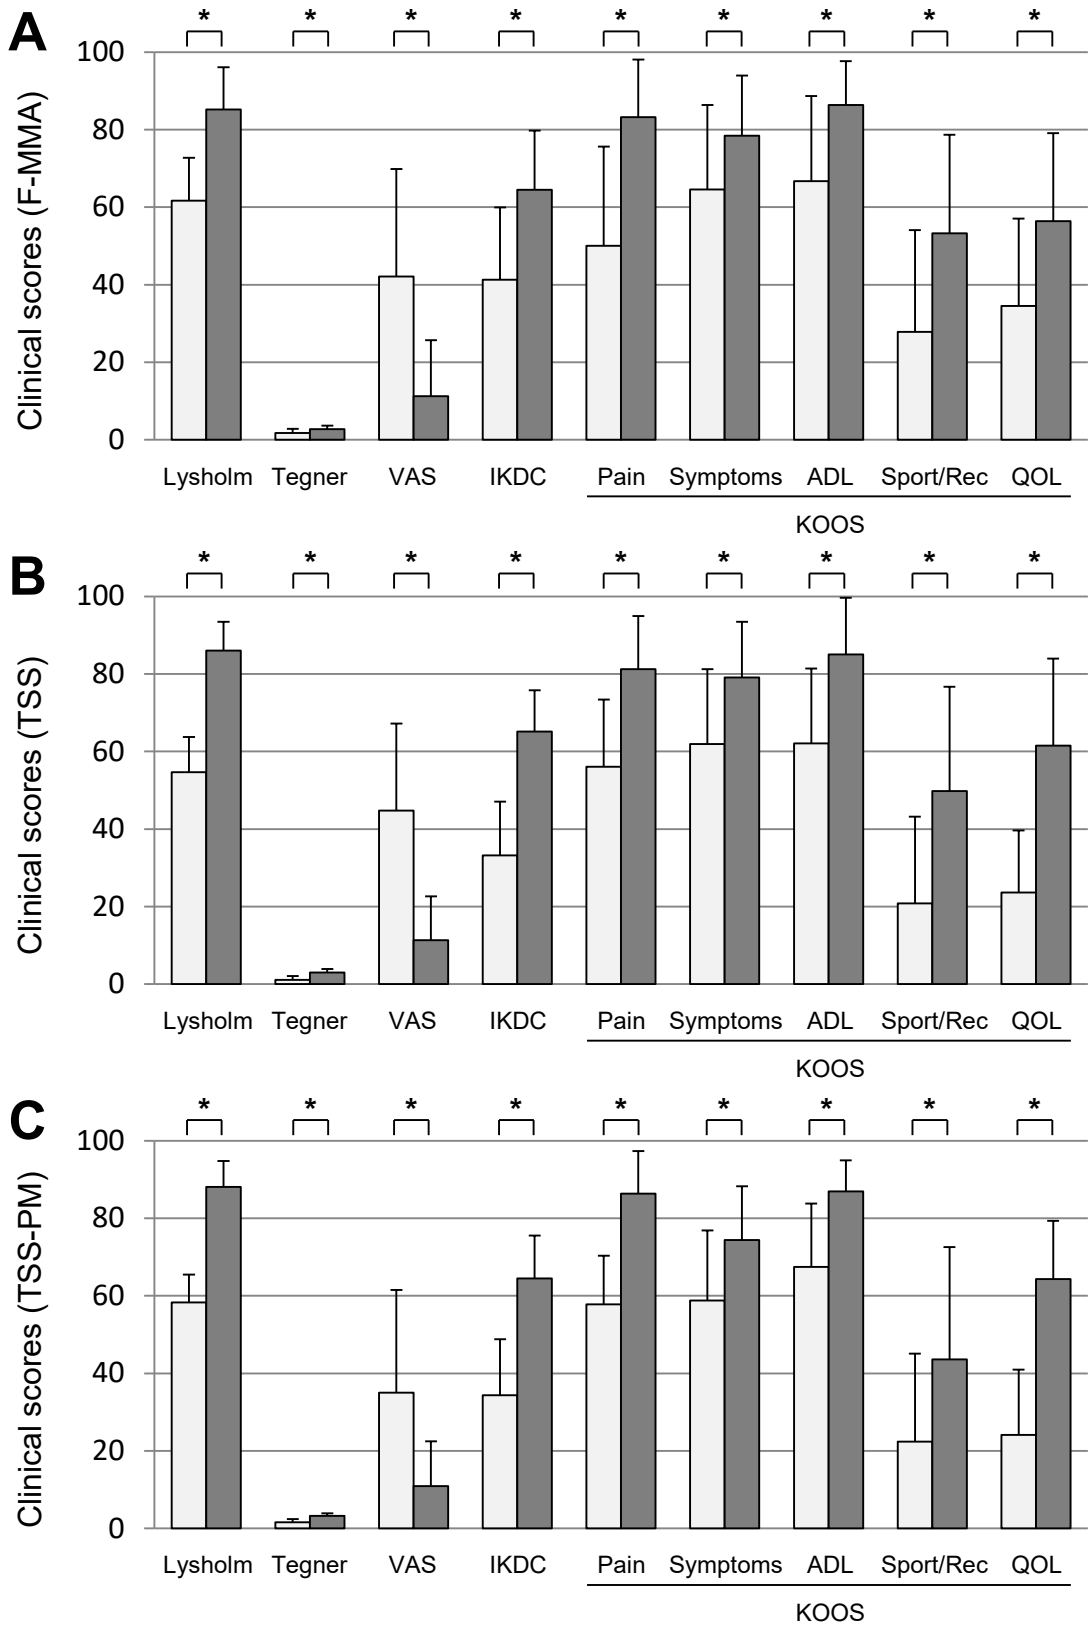 A
* * * * * * * * *
Clinical scores (F-MMA)
100
80
60
40
20
0
Lysholm Tegner VAS IKDC Pain Symptoms ADL Sport/Rec QOL
KOOS
B
* * * * * * * * *
Clinical scores (TSS)
100
80
60
40
20
0
Lysholm Tegner VAS IKDC Pain Symptoms ADL Sport/Rec QOL
KOOS
C
* * * * * * * * *
Clinical scores (TSS-PM)
100
80
60
40
20
0
Lysholm Tegner VAS IKDC Pain Symptoms ADL Sport/Rec QOL
KOOS